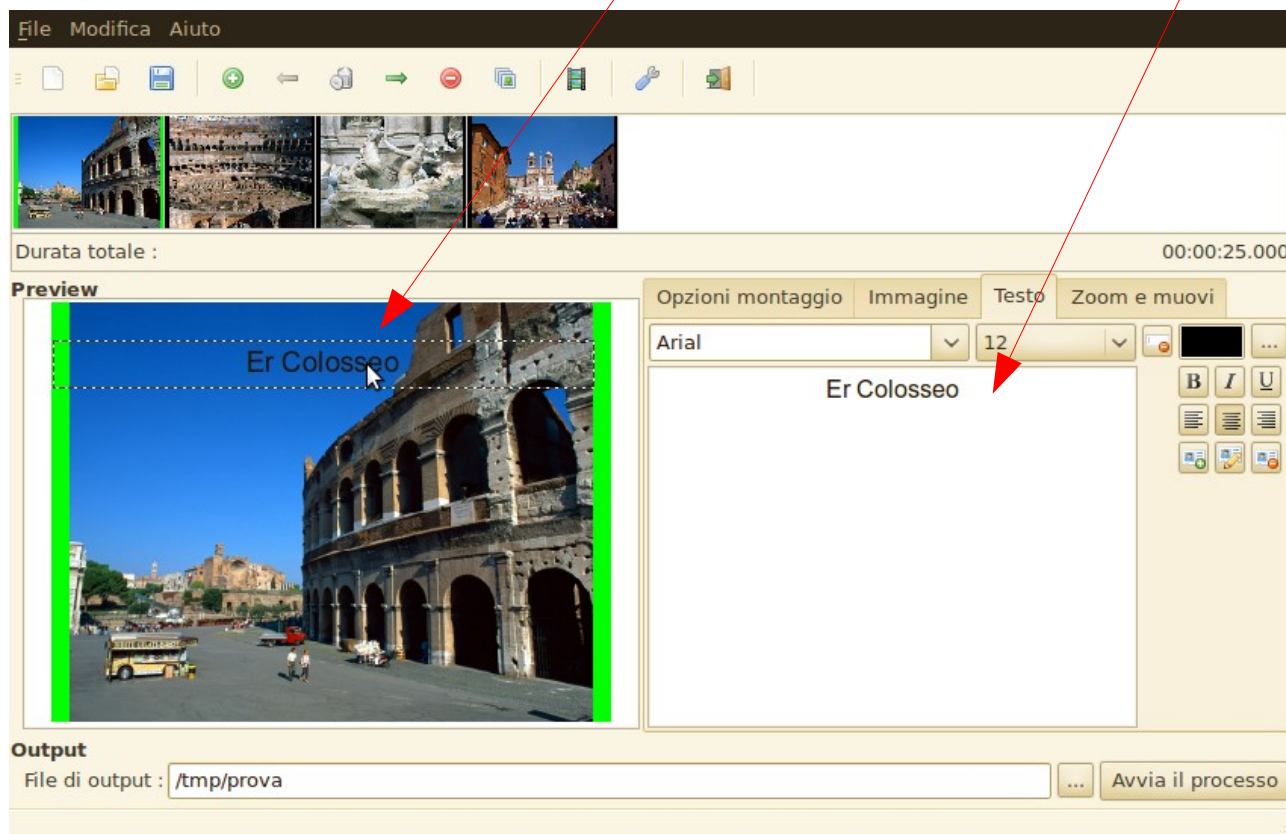 File Modifica Aiuto
Durata totale : 00:00:25.000
Preview
Opzioni montaggio Immagine Testo Zoom e muovi
Arial 12 ...
Er Colosseo
Er Colosseo
B I U
Output
File di output : /tmp/prova ... Avvia il processo